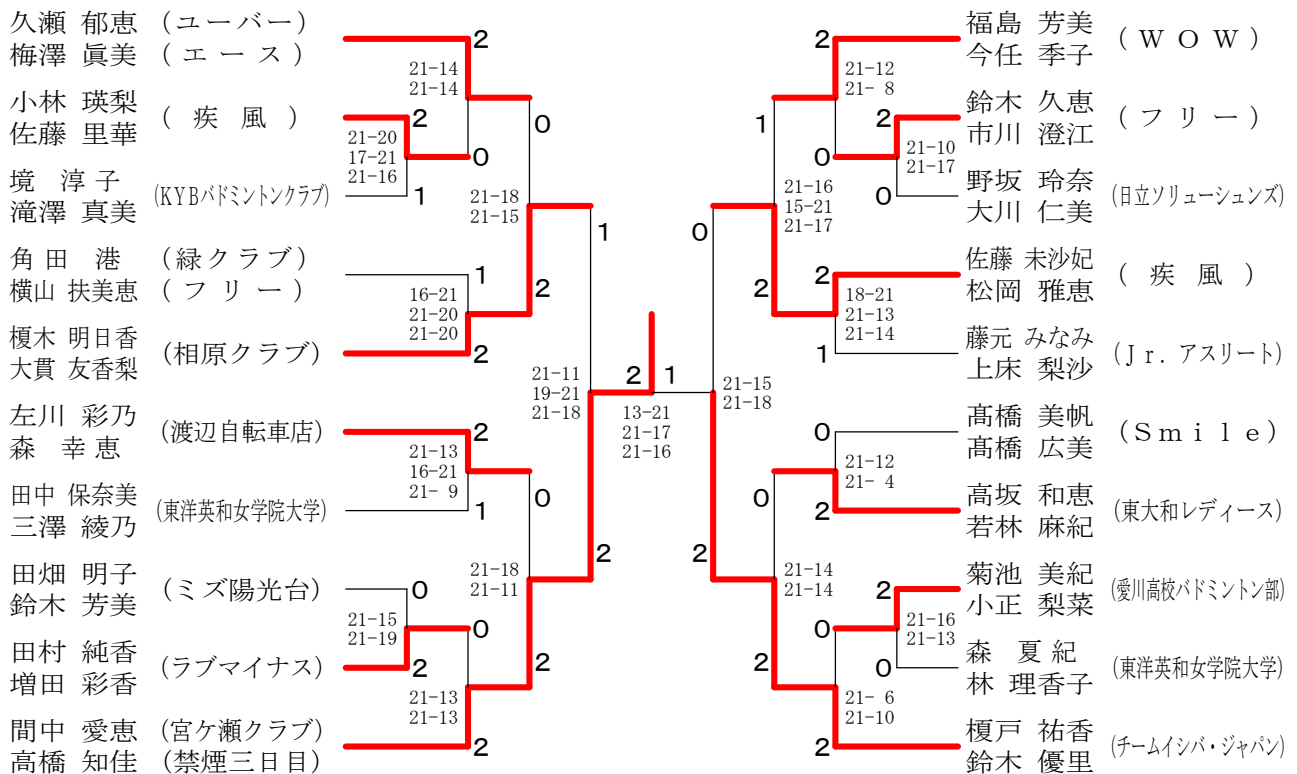 久瀬 郁恵 (ユーバー)
梅澤 眞美 (エース)
2
21-14
21-14
小林 瑛梨
佐藤 里華
(疾風)
2
0
0
21-20
17-21
21-16
境 淳子
滝澤 真美
(KYBバドミントンクラブ)
1
21-18
21-15
1
角田 港 (緑クラブ)
横山 扶美恵 (フリー)
1
2
16-21
21-20
21-20
榎木 明日香
大貫 友香梨
(相原クラブ)
2
21-11
19-21
21-18
左川 彩乃
森 幸恵
(渡辺自転車店)
2
21-13
16-21
21- 9
0
田中 保奈美
三澤 綾乃
(東洋英和女学院大学)
1
2
21-18
21-11
田畑 明子
鈴木 芳美
(ミズ陽光台)
0
21-15
21-19
0
田村 純香
増田 彩香
(ラブマイナス)
2
2
21-13
21-13
間中 愛恵 (宮ケ瀬クラブ)
高橋 知佳 (禁煙三日目)
2
2 1
13-21
21-17
21-16
福島 芳美
今任 季子
(WOW)
2
21-12
21- 8
1
鈴木 久恵
市川 澄江
(フリー)
2
0
21-10
21-17
野坂 玲奈
大川 仁美
(日立ソリューションズ)
0
21-16
15-21
21-17
0
佐藤 未沙妃
松岡 雅恵
(疾風)
2
2
18-21
21-13
21-14
藤元 みなみ
上床 梨沙
(Jr. アスリート)
1
21-15
21-18
髙橋 美帆
髙橋 広美
(Smile)
0
21-12
21- 4
0
高坂 和恵
若林 麻紀
(東大和レディース)
2
2
21-14
21-14
菊池 美紀
小正 梨菜
(愛川高校バドミントン部)
2
0
21-16
21-13
森 夏紀
林 理香子
(東洋英和女学院大学)
0
2
21- 6
21-10
榎戸 祐香
鈴木 優里
(チームイシバ・ジャパン)
2